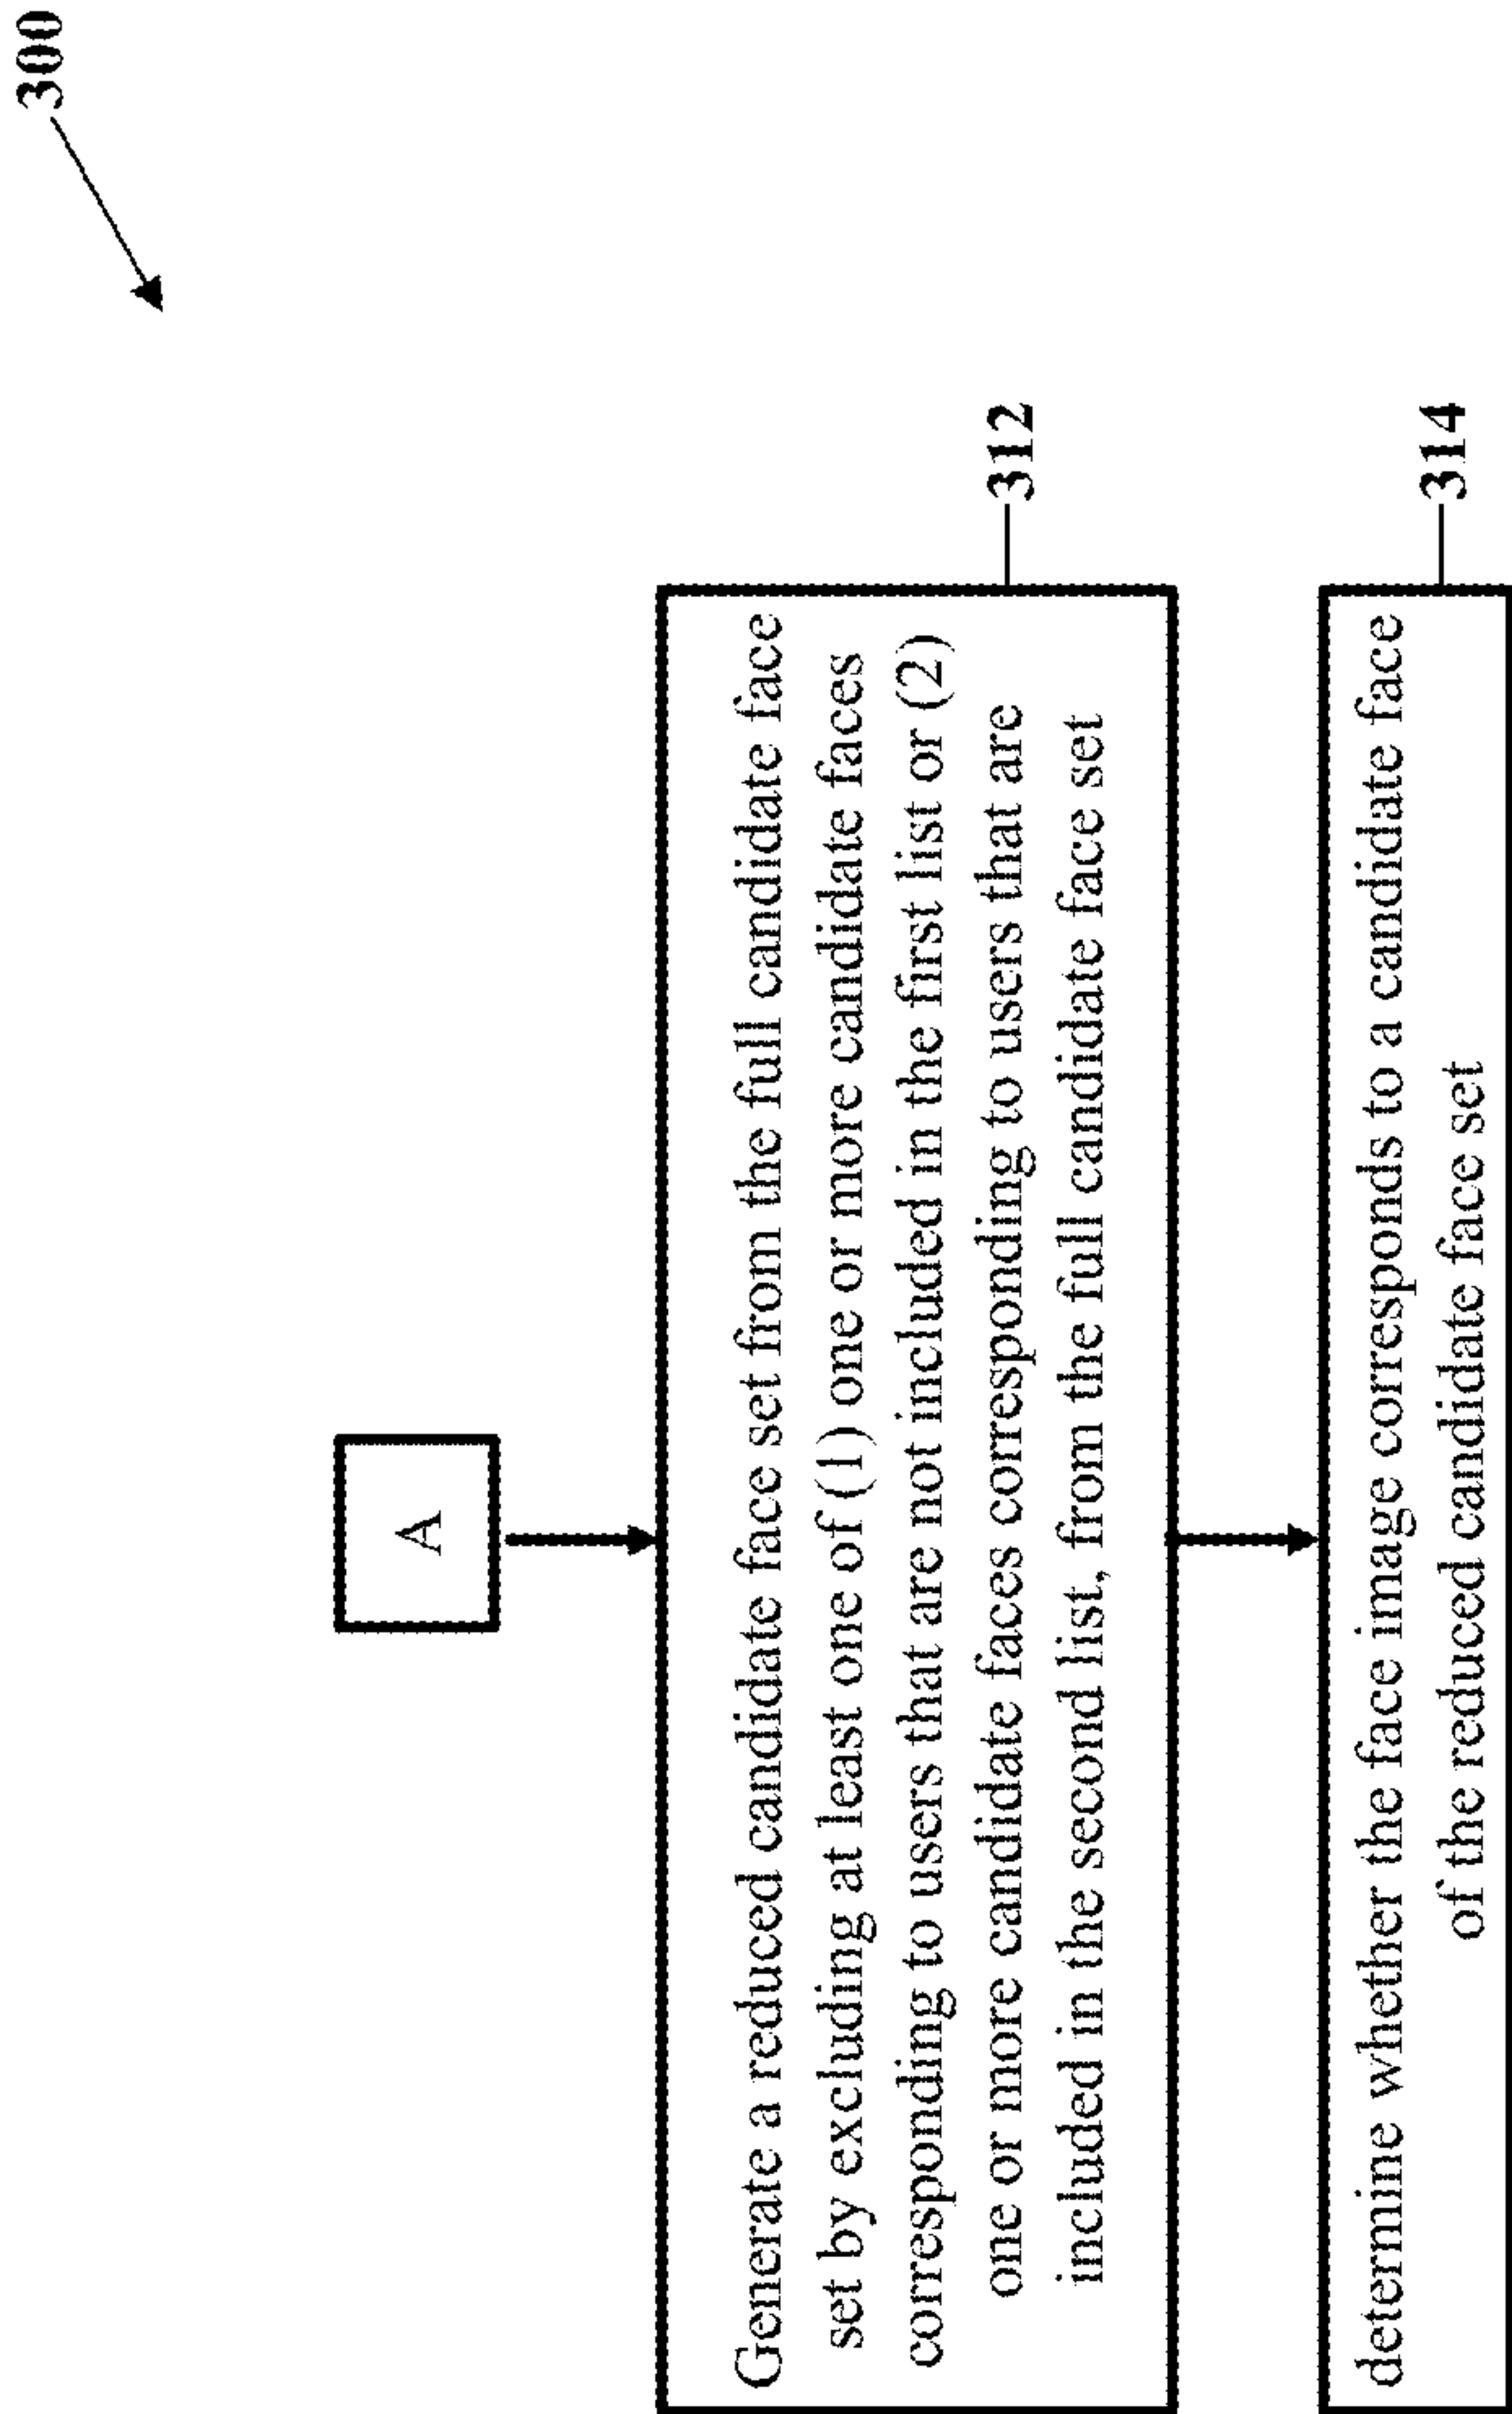 300
A
Generate a reduced candidate face set from the full candidate face
set by excluding at least one of (1) one or more candidate faces
corresponding to users that are not included in the first list or (2)
one or more candidate faces corresponding to users that are
included in the second list, from the full candidate face set
312
determine whether the face image corresponds to a candidate face
of the reduced candidate face set
314